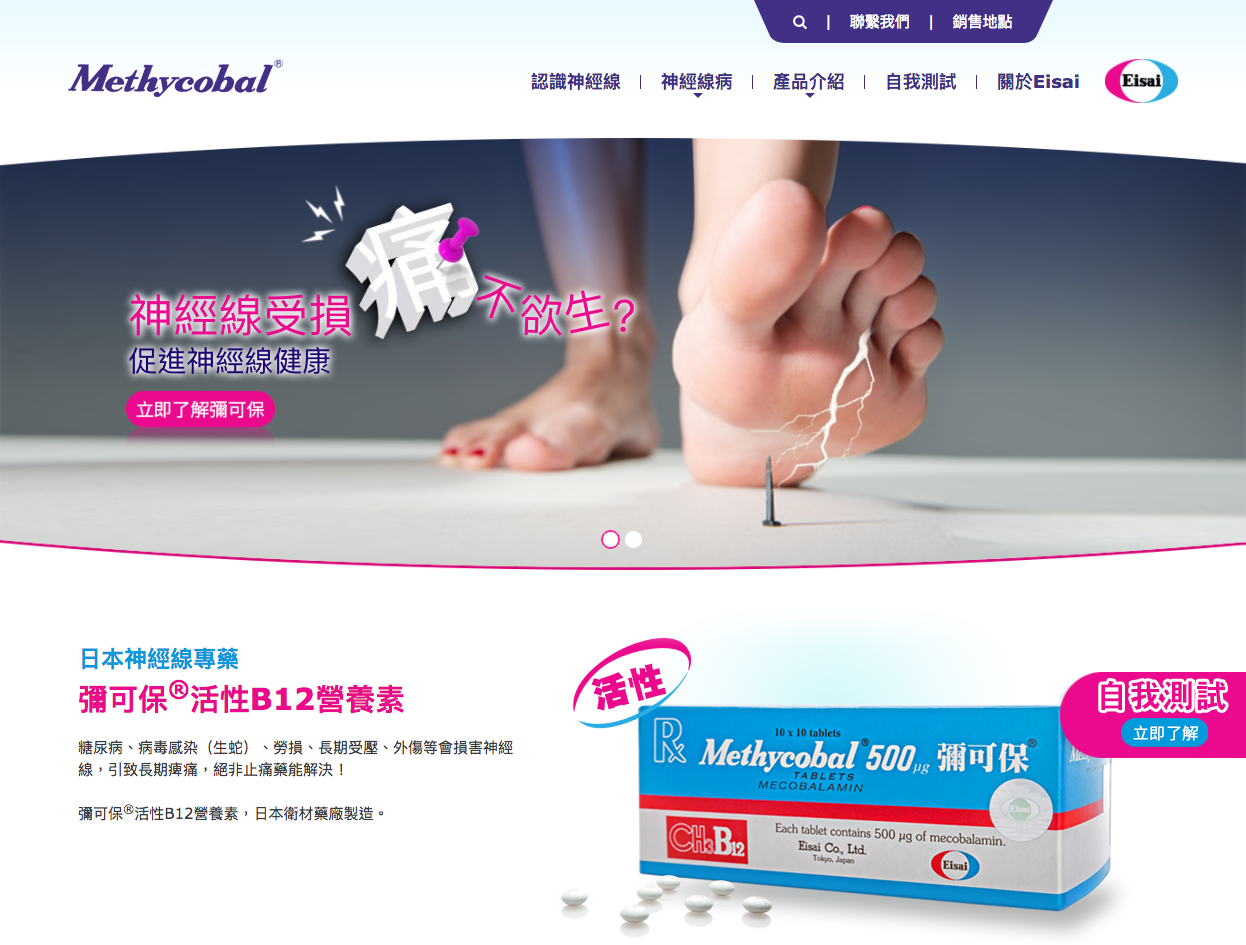 聯繫我們 | 銷售地點
Methycobal®
認識神經線 | 神經線病 | 產品介紹 | 自我測試 | 關於Eisai
Eisai
神經線受損痛不欲生?
促進神經線健康
立即了解彌可保
日本神經線專藥
彌可保®活性B12營養素
糖尿病、病毒感染（生蛇）、勞損、長期受壓、外傷等會損害神經
線，引致長期痺痛，絕非止痛藥能解決！
彌可保®活性B12營養素，日本衛材藥廠製造。
活性
Rx
10 x 10 tablets
Methycobal® 500µg 彌可保®
TABLETS
MECOBALAMIN
CH3B12
Each tablet contains 500 µg of mecobalamin.
Eisai Co., Ltd.
Tokyo, Japan
Eisai
Eisai
自我測試
立即了解